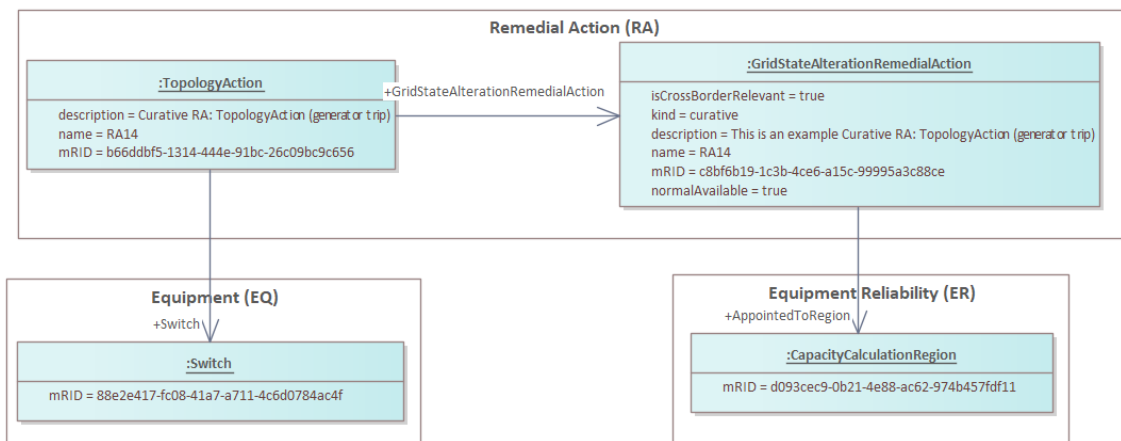 Remedial Action (RA)
:TopologyAction
description = Curative RA: TopologyAction (generator trip)
name = RA14
mRID = b66ddbf5-1314-444e-91bc-26c09bc9c656
+GridStateAlterationRemedialAction
:GridStateAlterationRemedialAction
isCrossBorderRelevant = true
kind = curative
description = This is an example Curative RA: TopologyAction (generator trip)
name = RA14
mRID = c8bf6b19-1c3b-4ce6-a15c-99995a3c88ce
normalAvailable = true
Equipment (EQ)
+Switch
:Switch
mRID = 88e2e417-fc08-41a7-a711-4c6d0784ac4f
Equipment Reliability (ER)
+AppointedToRegion
:CapacityCalculationRegion
mRID = d093cec9-0b21-4e88-ac62-974b457fdf11